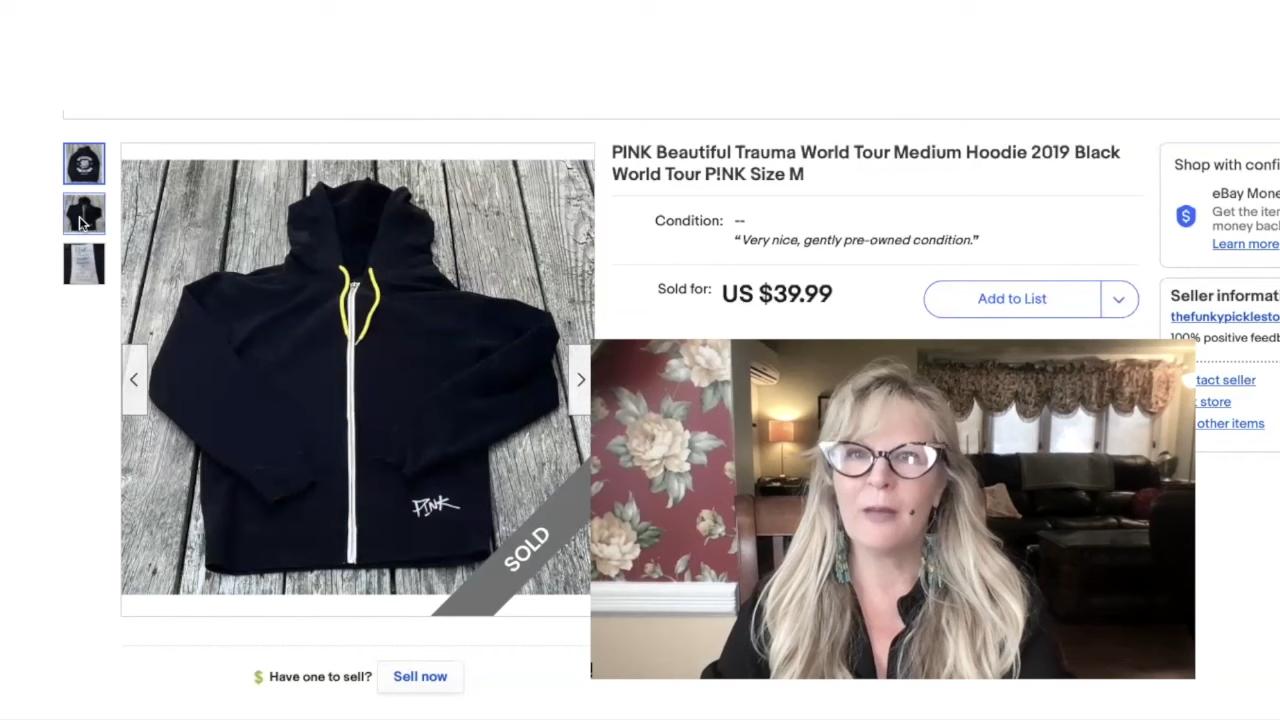 P!NK Beautiful Trauma World Tour Medium Hoodie 2019 Black
World Tour P!NK Size M
Condition: --
“Very nice, gently pre-owned condition.”
Sold for: US $39.99
Add to List
P!NK
SOLD
Have one to sell? Sell now
Shop with confi
eBay Mone
Get the iter
money bac
Learn more
Seller informat
thefunkypicklesto
100% positive feedb
tact seller
store
other items